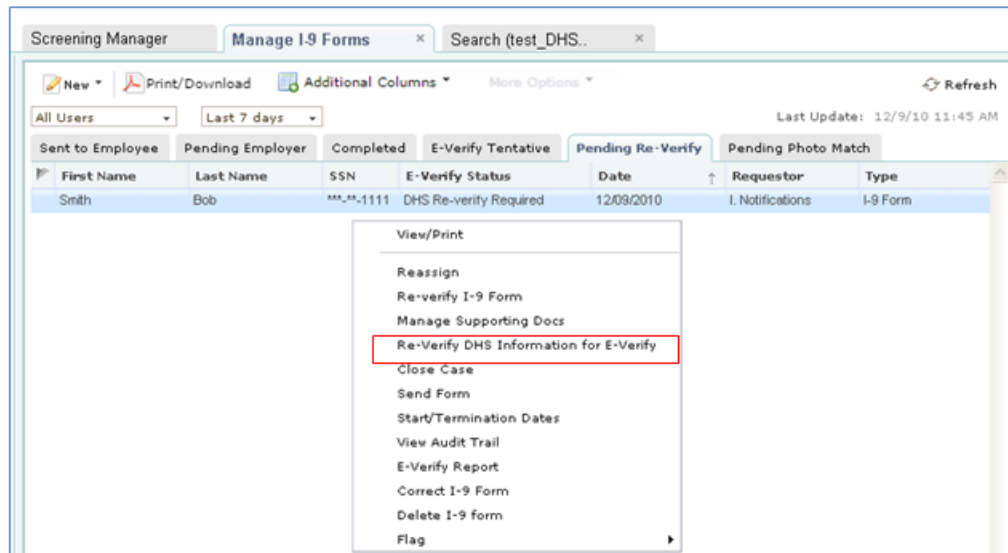 Screening Manager Manage I-9 Forms × Search (test_DHS.. ×
New Print/Download Additional Columns More Options Refresh
All Users Last 7 days Last Update: 12/9/10 11:45 AM
Sent to Employee Pending Employer Completed E-Verify Tentative Pending Re-Verify Pending Photo Match
First Name Last Name SSN E-Verify Status Date ↑ Requestor Type
Smith Bob ***-**-1111 DHS Re-verify Required 12/09/2010 I. Notifications I-9 Form
View/Print
Reassign
Re-verify I-9 Form
Manage Supporting Docs
Re-Verify DHS Information for E-Verify
Close Case
Send Form
Start/Termination Dates
View Audit Trail
E-Verify Report
Correct I-9 Form
Delete I-9 form
Flag